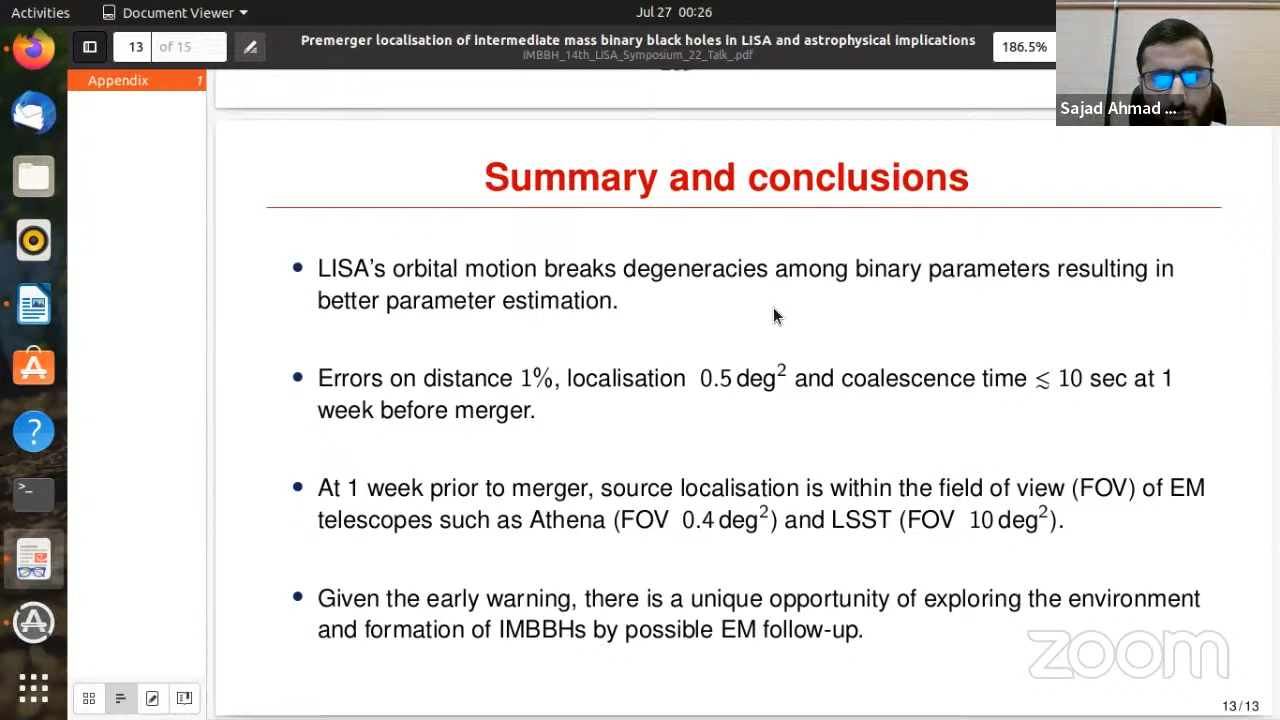 Activities
Document Viewer
Jul 27 00:26
13 of 15
Premerger localisation of intermediate mass binary black holes in LISA and astrophysical implications
IMBBH_14th_LISA_Symposium_22_Talk_.pdf
186.5%
Appendix 1
Sajad Ahmad ...
Summary and conclusions
• LISA's orbital motion breaks degeneracies among binary parameters resulting in
better parameter estimation.
• Errors on distance 1%, localisation 0.5 deg² and coalescence time ≲ 10 sec at 1
week before merger.
• At 1 week prior to merger, source localisation is within the field of view (FOV) of EM
telescopes such as Athena (FOV 0.4 deg²) and LSST (FOV 10 deg²).
• Given the early warning, there is a unique opportunity of exploring the environment
and formation of IMBBHs by possible EM follow-up.
zoom
13/13